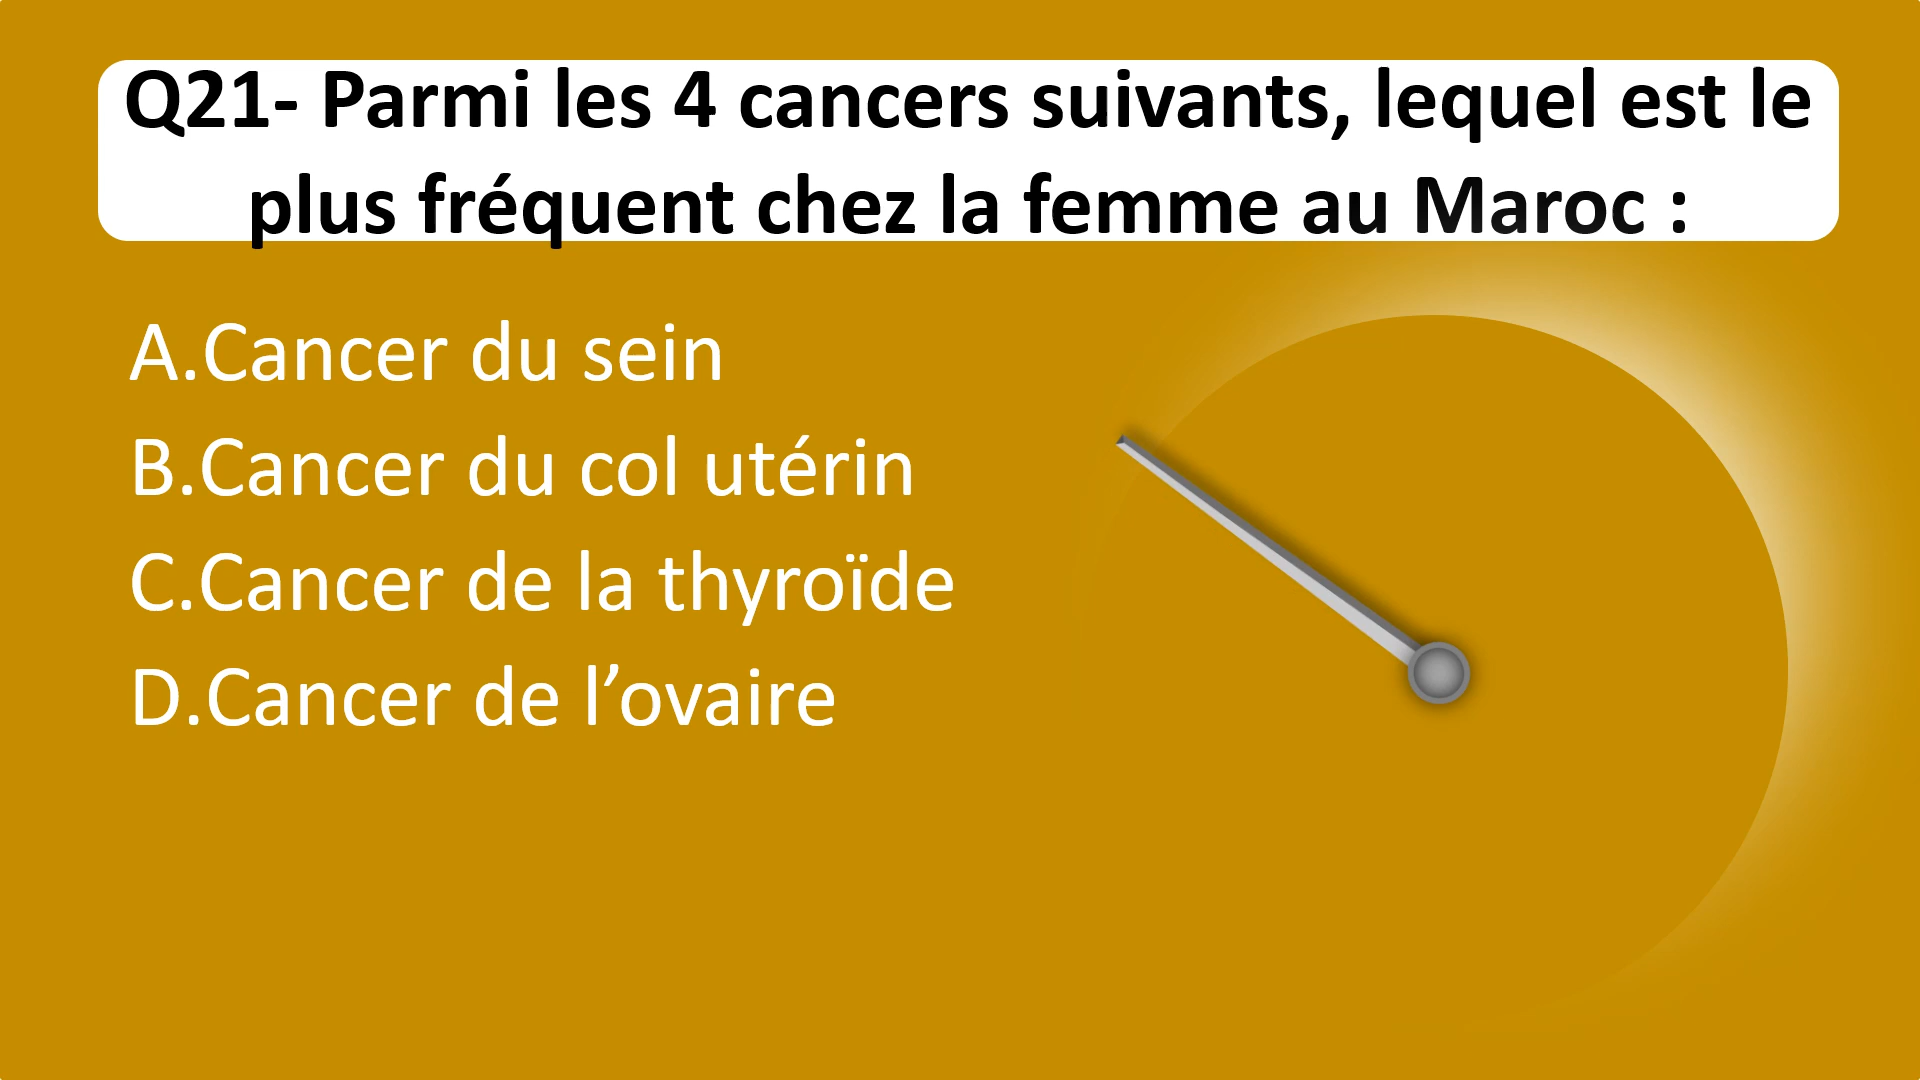 Q21- Parmi les 4 cancers suivants, lequel est le
plus fréquent chez la femme au Maroc :
A.Cancer du sein
B.Cancer du col utérin
C.Cancer de la thyroïde
D.Cancer de l’ovaire